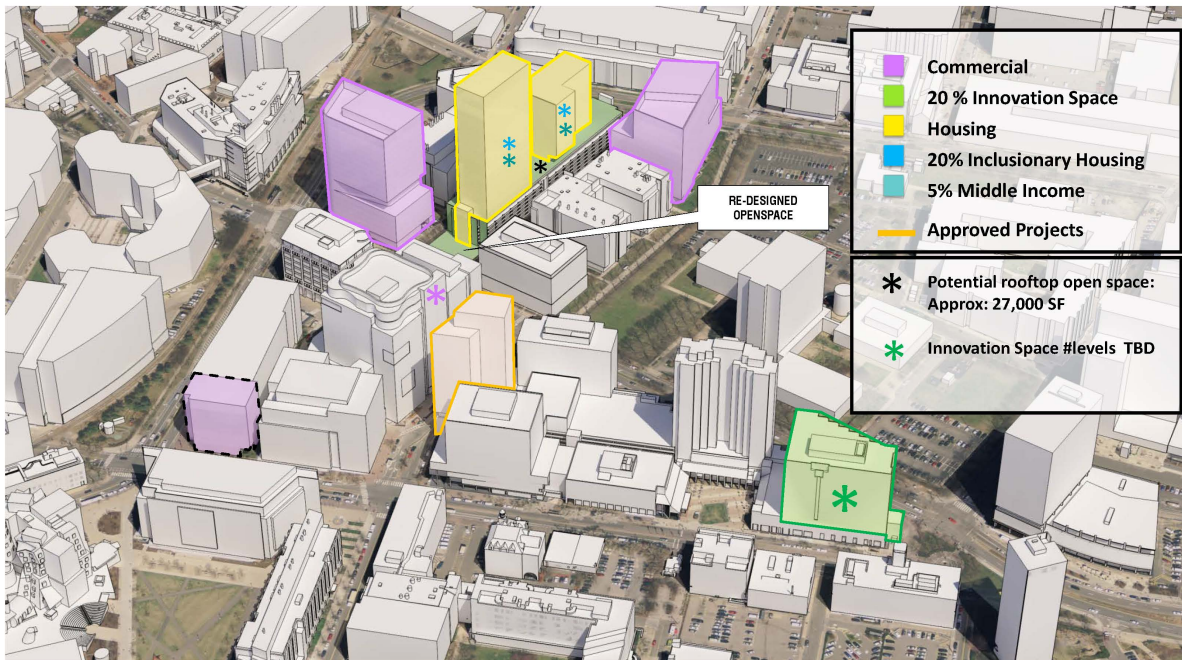 Commercial
20 % Innovation Space
Housing
20% Inclusionary Housing
5% Middle Income
Approved Projects
RE-DESIGNED
OPENSPACE
Potential rooftop open space:
Approx: 27,000 SF
Innovation Space #levels  TBD